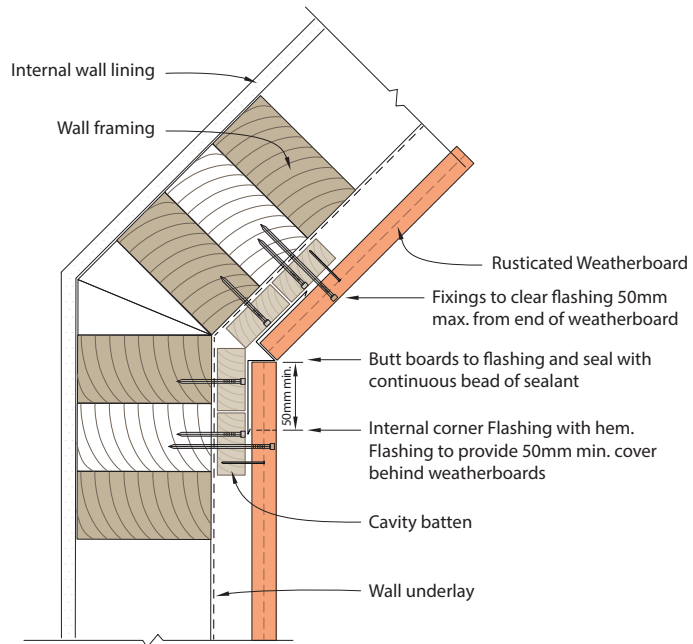 Internal wall lining
Wall framing
Rusticated Weatherboard
Fixings to clear flashing 50mm
max. from end of weatherboard
Butt boards to flashing and seal with
continuous bead of sealant
50mm min.
Internal corner Flashing with hem.
Flashing to provide 50mm min. cover
behind weatherboards
Cavity batten
Wall underlay